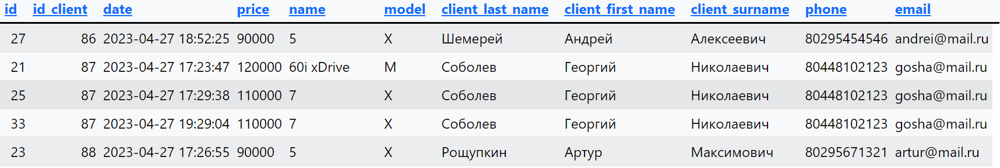 id id_client date price name model client_last_name client_first_name client_surname phone email
27 86 2023-04-27 18:52:25 90000 5 X Шемерей Андрей Алексеевич 80295454546 andrei@mail.ru
21 87 2023-04-27 17:23:47 120000 60i xDrive M Соболев Георгий Николаевич 80448102123 gosha@mail.ru
25 87 2023-04-27 17:29:38 110000 7 X Соболев Георгий Николаевич 80448102123 gosha@mail.ru
33 87 2023-04-27 19:29:04 110000 7 X Соболев Георгий Николаевич 80448102123 gosha@mail.ru
23 88 2023-04-27 17:26:55 90000 5 X Рощупкин Артур Максимович 80295671321 artur@mail.ru